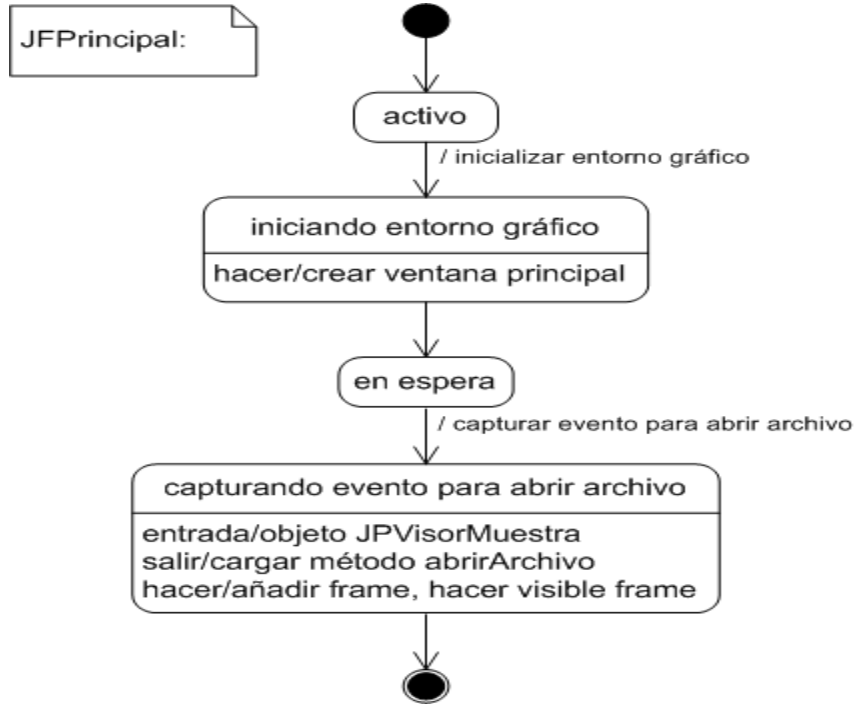 JFPrincipal:
activo
/ inicializar entorno gráfico
iniciando entorno gráfico
hacer/crear ventana principal
en espera
/ capturar evento para abrir archivo
capturando evento para abrir archivo
entrada/objeto JPVisorMuestra
salir/cargar método abrirArchivo
hacer/añadir frame, hacer visible frame